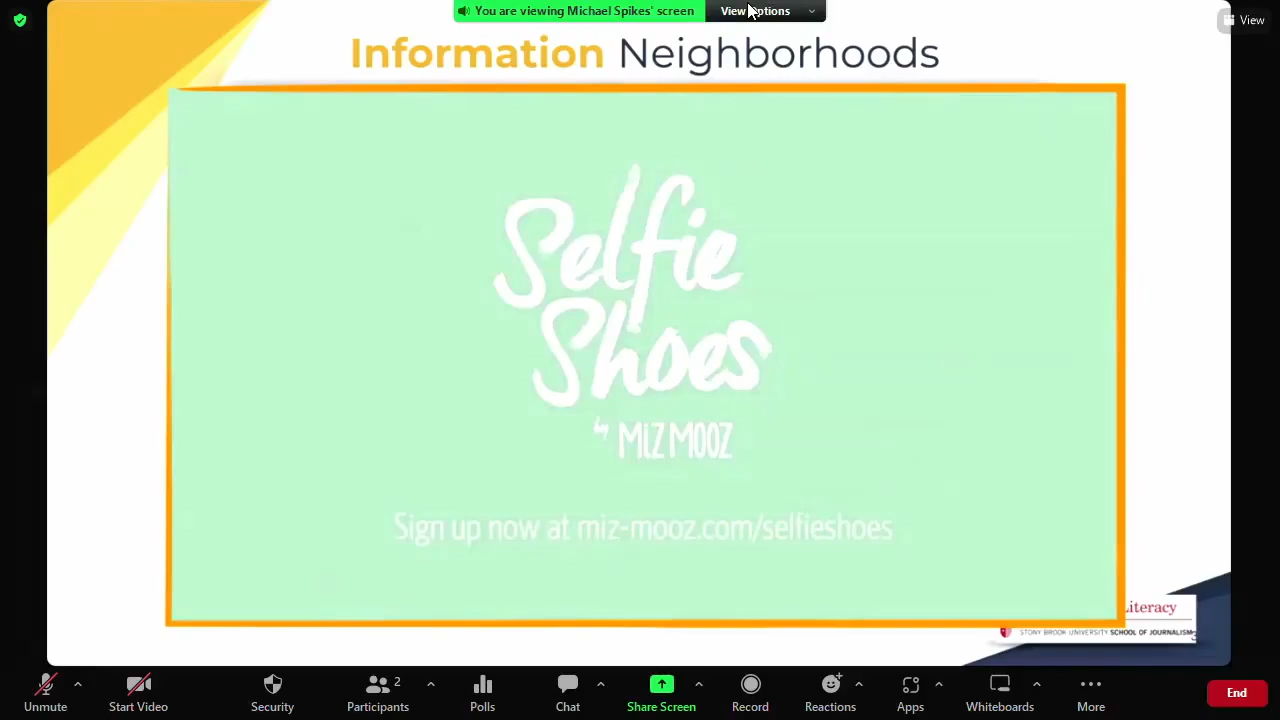 You are viewing Michael Spikes' screen
View Options
View
Information Neighborhoods
Selfie
Shoes
by MIZ MOOZ
Sign up now at miz-mooz.com/selfieshoes
Literacy
STONY BROOK UNIVERSITY SCHOOL OF JOURNALISM
Unmute
Start Video
Security
Participants
2
Polls
Chat
Share Screen
Record
Reactions
Apps
Whiteboards
More
End